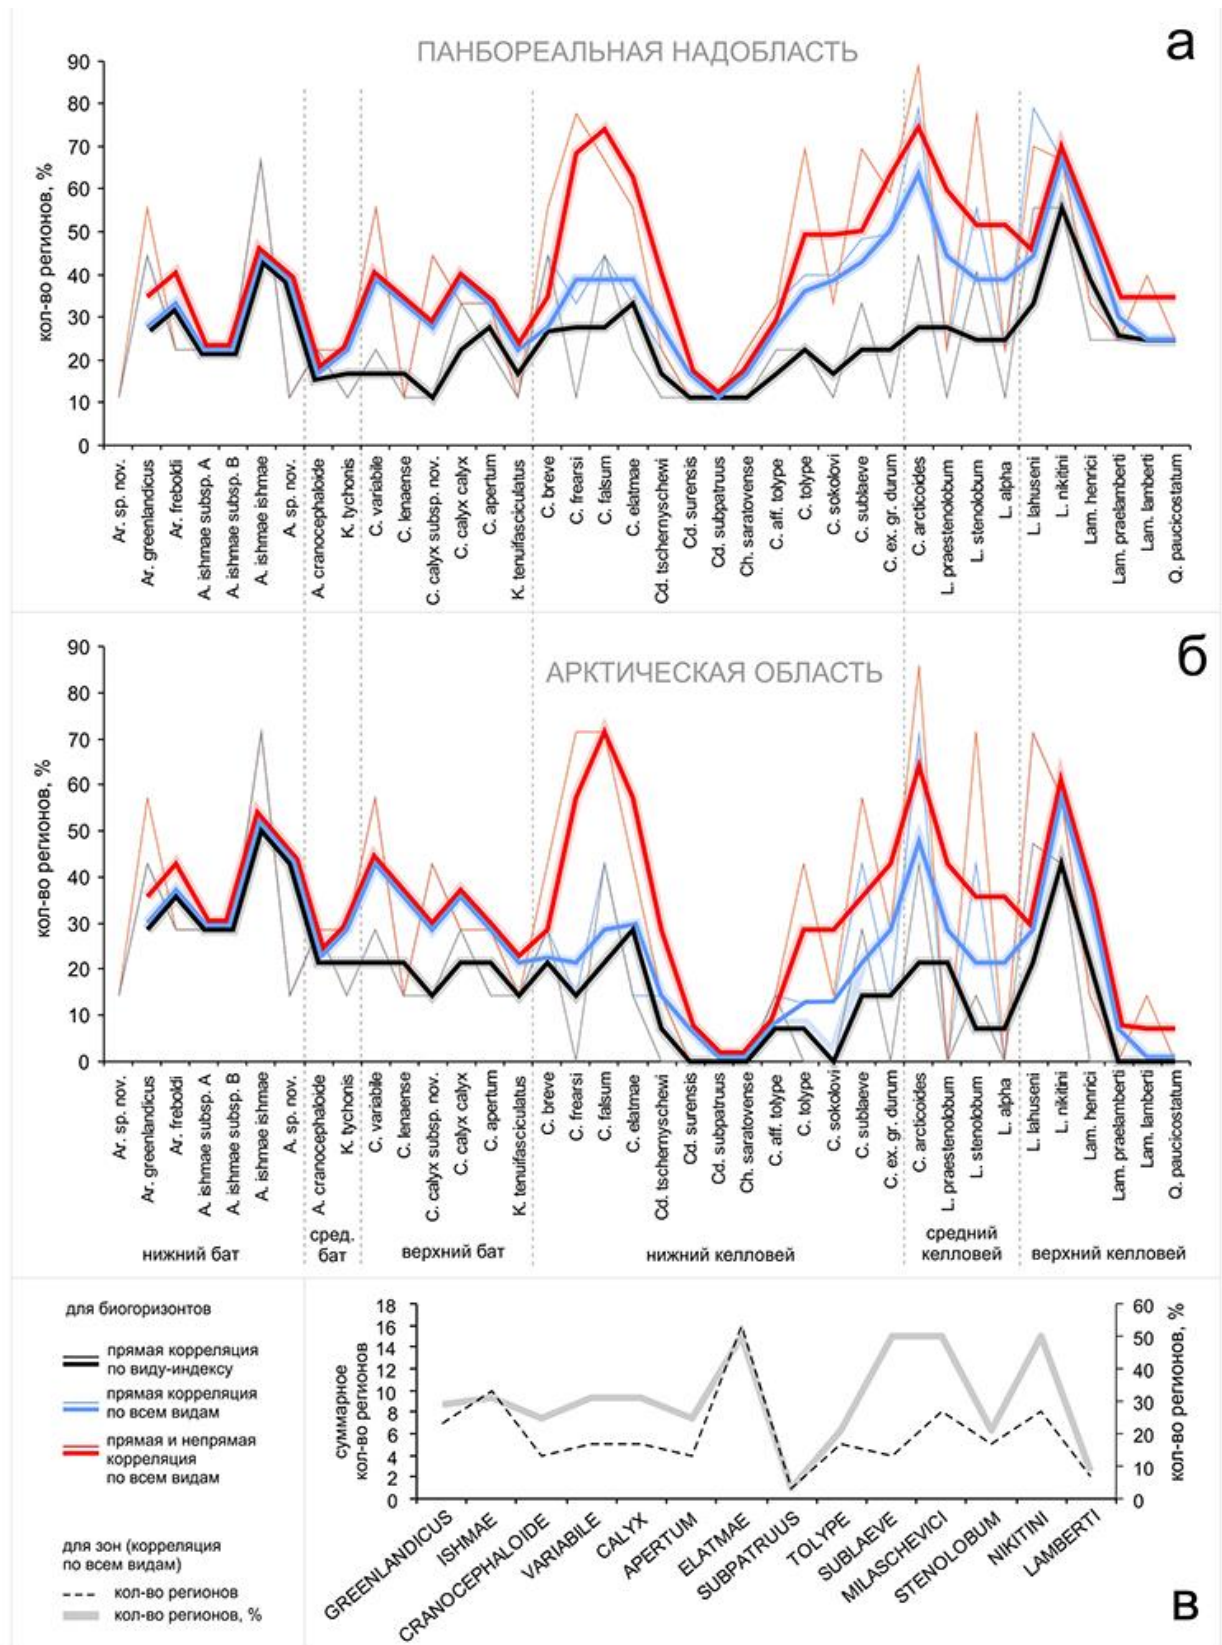 а
ПАНБОРЕАЛЬНАЯ НАДОБЛАСТЬ
кол-во регионов, %
90
80
70
60
50
40
30
20
10
0
Ar. sp. nov.
Ar. greenlandicus
Ar. freboldi
A. ishmae subsp. A
A. ishmae subsp. B
A. ishmae ishmae
A. sp. nov.
A. cranocephaloide
K. tychonis
C. variabile
C. lenaense
C. calyx subsp. nov.
C. calyx calyx
C. apertum
K. tenuifasciculatus
C. breve
C. frearsi
C. falsum
C. elatmae
Cd. tschernyschewi
Cd. surensis
Cd. subpatruus
Ch. saratovense
C. aff. tolype
C. tolype
C. sokolovi
C. sublaeve
C. ex. gr. durum
C. arcticoides
L. praestenolobum
L. stenolobum
L. alpha
L. lahuseni
L. nikitini
Lam. henrici
Lam. praelamberti
Lam. lamberti
Q. paucicostatum
б
АРКТИЧЕСКАЯ ОБЛАСТЬ
кол-во регионов, %
90
80
70
60
50
40
30
20
10
0
Ar. sp. nov.
Ar. greenlandicus
Ar. freboldi
A. ishmae subsp. A
A. ishmae subsp. B
A. ishmae ishmae
A. sp. nov.
A. cranocephaloide
K. tychonis
C. variabile
C. lenaense
C. calyx subsp. nov.
C. calyx calyx
C. apertum
K. tenuifasciculatus
C. breve
C. frearsi
C. falsum
C. elatmae
Cd. tschernyschewi
Cd. surensis
Cd. subpatruus
Ch. saratovense
C. aff. tolype
C. tolype
C. sokolovi
C. sublaeve
C. ex. gr. durum
C. arcticoides
L. praestenolobum
L. stenolobum
L. alpha
L. lahuseni
L. nikitini
Lam. henrici
Lam. praelamberti
Lam. lamberti
Q. paucicostatum
нижний бат
сред.
бат
верхний бат
нижний келловей
средний
келловей
верхний келловей
для биогоризонтов
прямая корреляция
по виду-индексу
прямая корреляция
по всем видам
прямая и непрямая
корреляция
по всем видам
для зон (корреляция
по всем видам)
кол-во регионов
кол-во регионов, %
суммарное
кол-во регионов
18
16
14
12
10
8
6
4
2
0
60
50
40
30
20
10
0
кол-во регионов, %
GREENLANDICUS
ISHMAE
CRANOCEPHALOIDE
VARIABILE
CALYX
APERTUM
ELATMAE
SUBPATRUUS
TOLYPE
SUBLAEVE
MILASCHEVICI
STENOLOBUM
NIKITINI
LAMBERTI
в